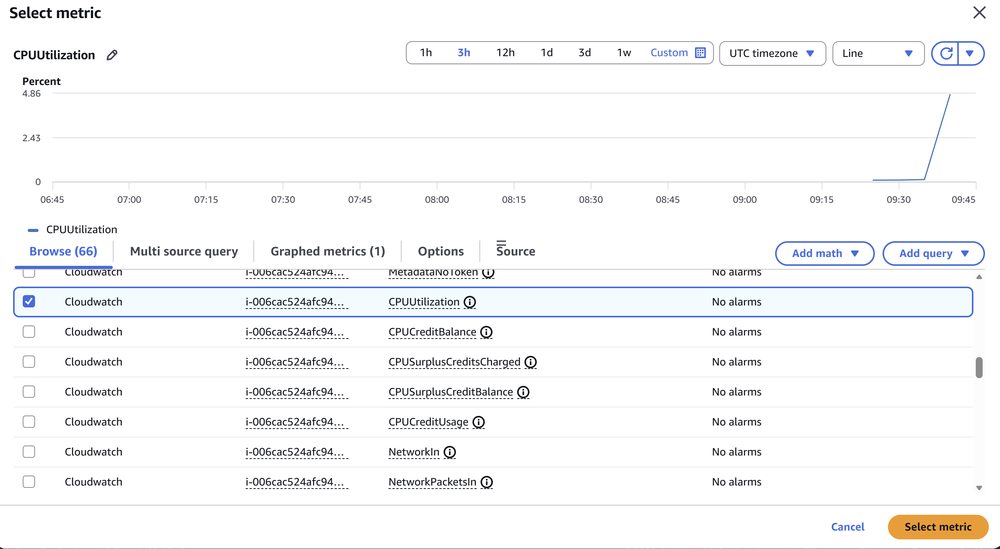 Select metric
CPUUtilization 1h 3h 12h 1d 3d 1w Custom UTC timezone Line
Percent
4.86
2.43
0
06:45 07:00 07:15 07:30 07:45 08:00 08:15 08:30 08:45 09:00 09:15 09:30 09:45
CPUUtilization
Browse (66) Multi source query Graphed metrics (1) Options Source Add math Add query
Cloudwatch i-006cac524afc94... MetadataNoToken No alarms
Cloudwatch i-006cac524afc94... CPUUtilization No alarms
Cloudwatch i-006cac524afc94... CPUCreditBalance No alarms
Cloudwatch i-006cac524afc94... CPUSurplusCreditsCharged No alarms
Cloudwatch i-006cac524afc94... CPUSurplusCreditBalance No alarms
Cloudwatch i-006cac524afc94... CPUCreditUsage No alarms
Cloudwatch i-006cac524afc94... NetworkIn No alarms
Cloudwatch i-006cac524afc94... NetworkPacketsIn No alarms
Cancel Select metric